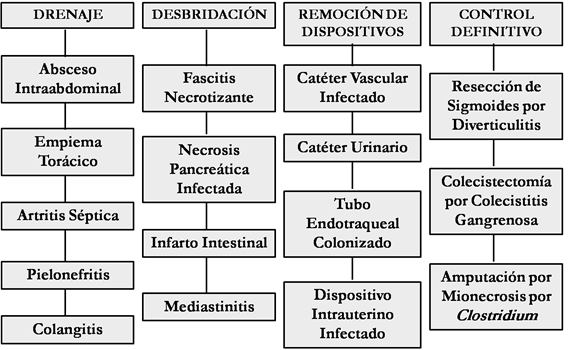 DRENAJE
Absceso
Intraabdominal
Empiema
Torácico
Artritis Séptica
Pielonefritis
Colangitis
DESBRIDACIÓN
Fascitis
Necrotizante
Necrosis
Pancreática
Infectada
Infarto Intestinal
Mediastinitis
REMOCIÓN DE
DISPOSITIVOS
Catéter Vascular
Infectado
Catéter Urinario
Tubo
Endotraqueal
Colonizado
Dispositivo
Intrauterino
Infectado
CONTROL
DEFINITIVO
Resección de
Sigmoides por
Diverticulitis
Colecistectomía
por Colecistitis
Gangrenosa
Amputación por
Mionecrosis por
Clostridium